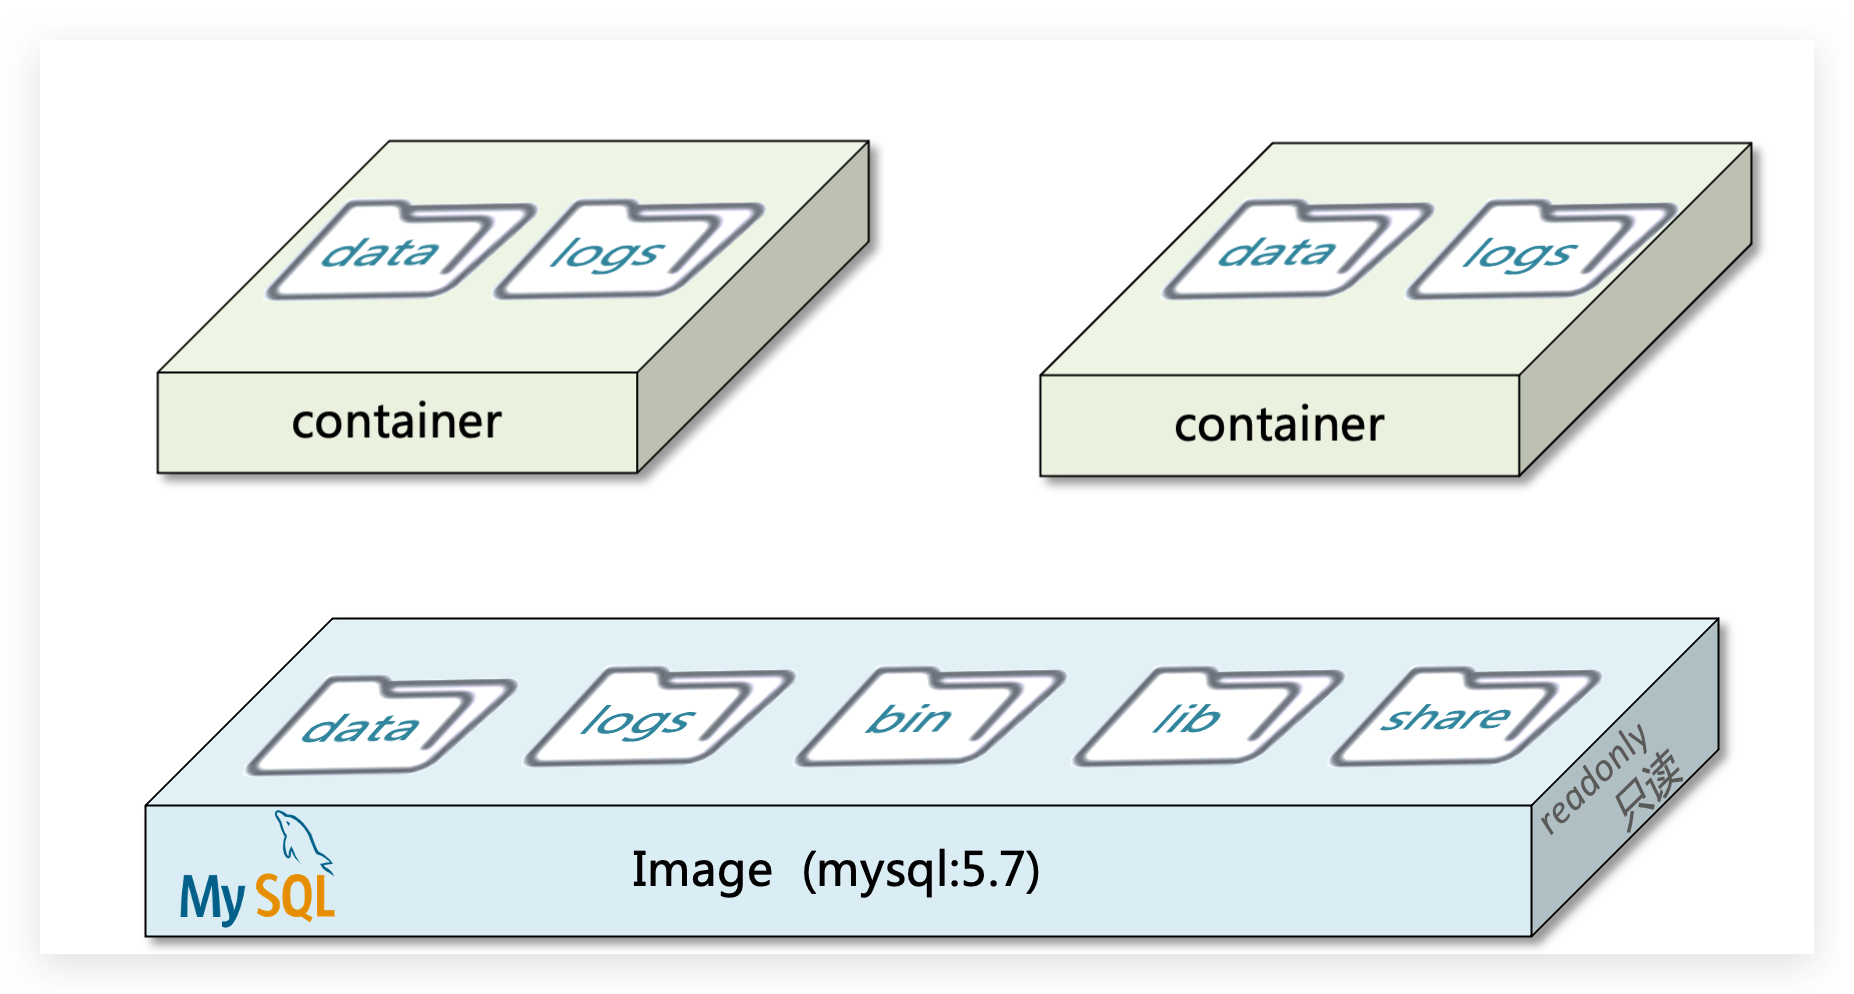 data
logs
container
data
logs
container
data
logs
bin
lib
share
readonly
只读
MySQL
Image (mysql:5.7)